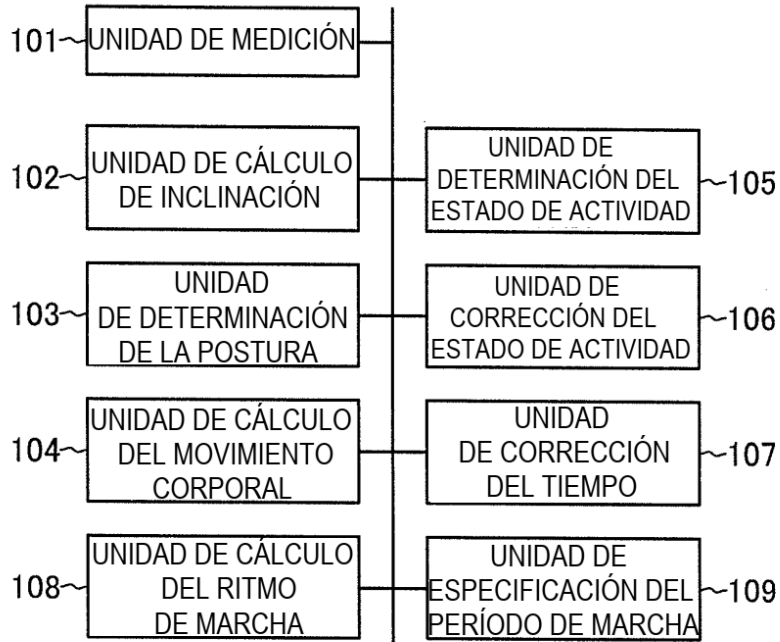 101
UNIDAD DE MEDICIÓN
102
UNIDAD DE CÁLCULO
DE INCLINACIÓN
UNIDAD DE
DETERMINACIÓN DEL
ESTADO DE ACTIVIDAD
105
103
UNIDAD
DE DETERMINACIÓN
DE LA POSTURA
UNIDAD DE
CORRECCIÓN DEL
ESTADO DE ACTIVIDAD
106
104
UNIDAD DE CÁLCULO
DEL MOVIMIENTO
CORPORAL
UNIDAD
DE CORRECCIÓN
DEL TIEMPO
107
108
UNIDAD DE CÁLCULO
DEL RITMO
DE MARCHA
UNIDAD DE
ESPECIFICACIÓN DEL
PERÍODO DE MARCHA
109